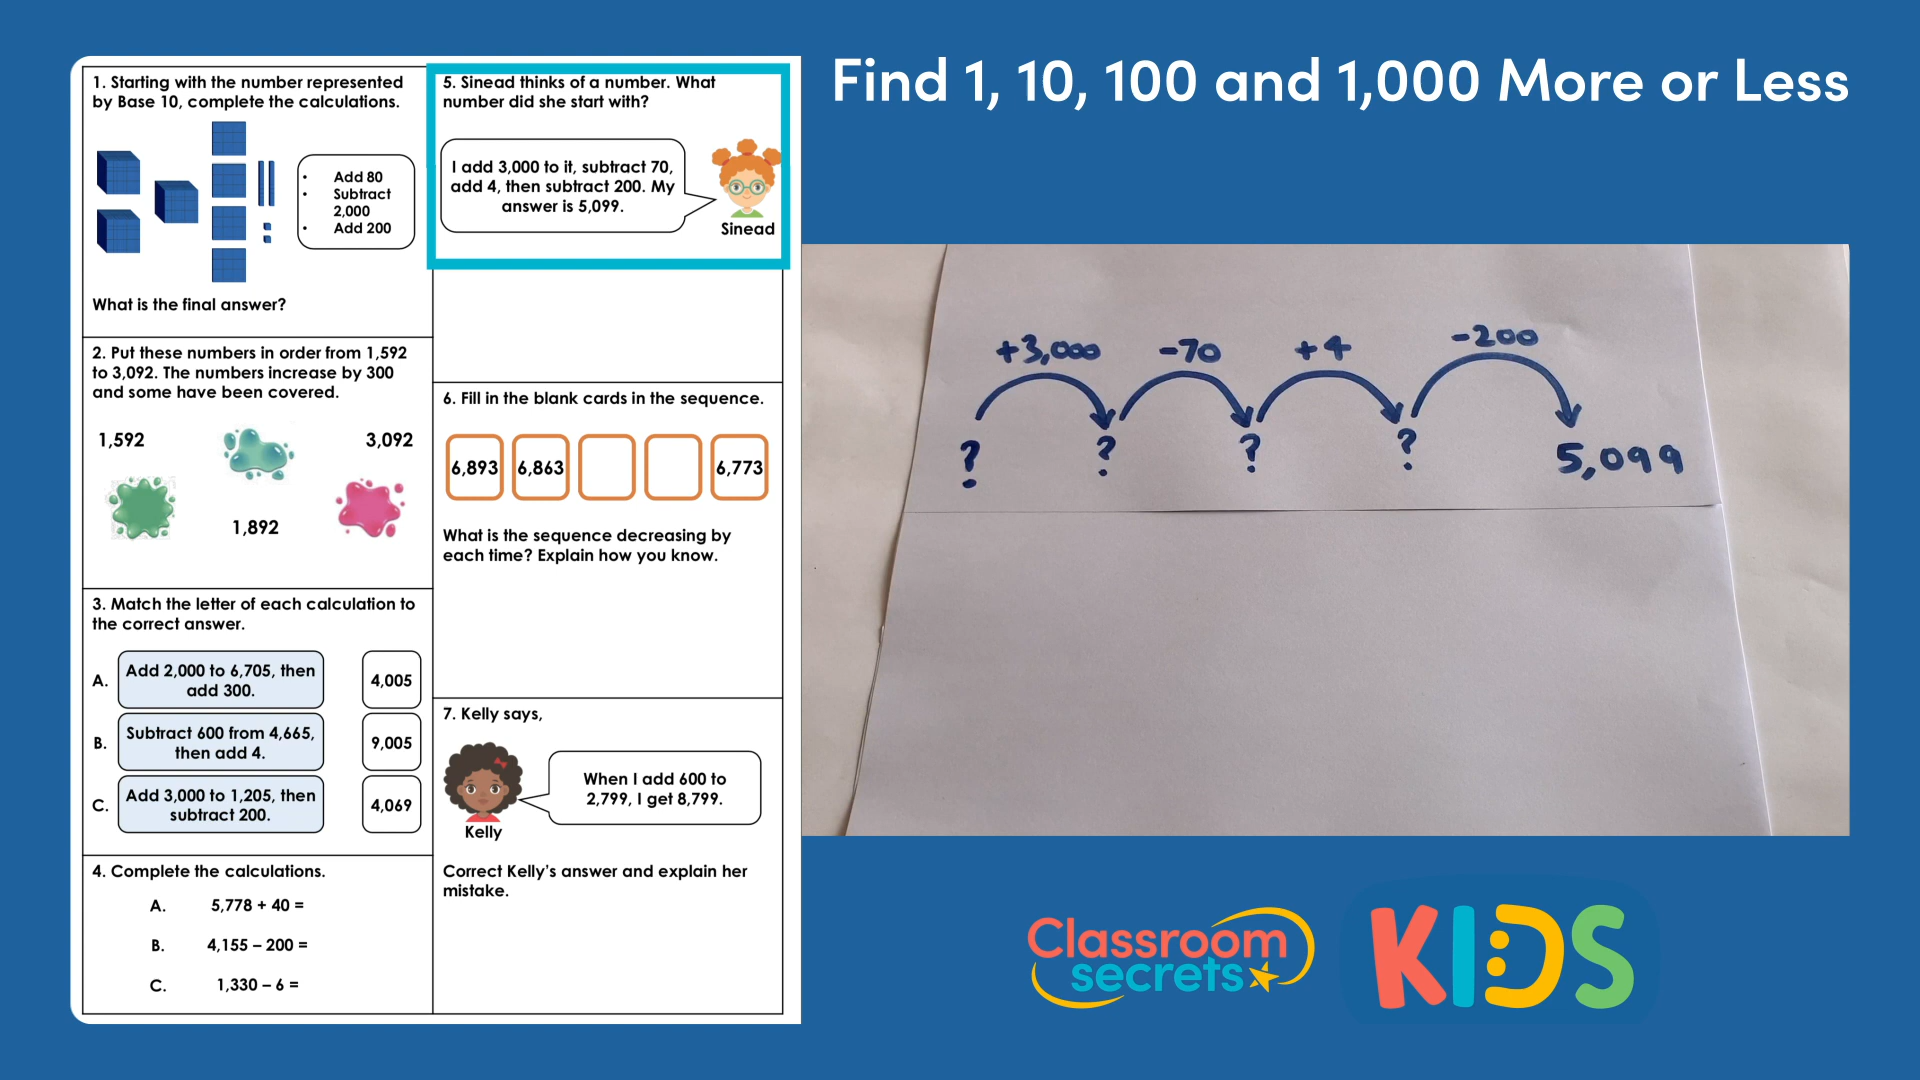 Find 1, 10, 100 and 1,000 More or Less
1. Starting with the number represented
by Base 10, complete the calculations.
• Add 80
• Subtract
2,000
• Add 200
What is the final answer?
2. Put these numbers in order from 1,592
to 3,092. The numbers increase by 300
and some have been covered.
1,592
3,092
1,892
3. Match the letter of each calculation to
the correct answer.
A.
Add 2,000 to 6,705, then
add 300.
4,005
B.
Subtract 600 from 4,665,
then add 4.
9,005
C.
Add 3,000 to 1,205, then
subtract 200.
4,069
4. Complete the calculations.
A. 5,778 + 40 =
B. 4,155 – 200 =
C. 1,330 – 6 =
5. Sinead thinks of a number. What
number did she start with?
I add 3,000 to it, subtract 70,
add 4, then subtract 200. My
answer is 5,099.
Sinead
6. Fill in the blank cards in the sequence.
6,893 6,863 6,773
What is the sequence decreasing by
each time? Explain how you know.
7. Kelly says,
When I add 600 to
2,799, I get 8,799.
Kelly
Correct Kelly's answer and explain her
mistake.
+3,000 -70 +4 -200
? ? ? ? 5,099
Classroom
secrets
KIDS